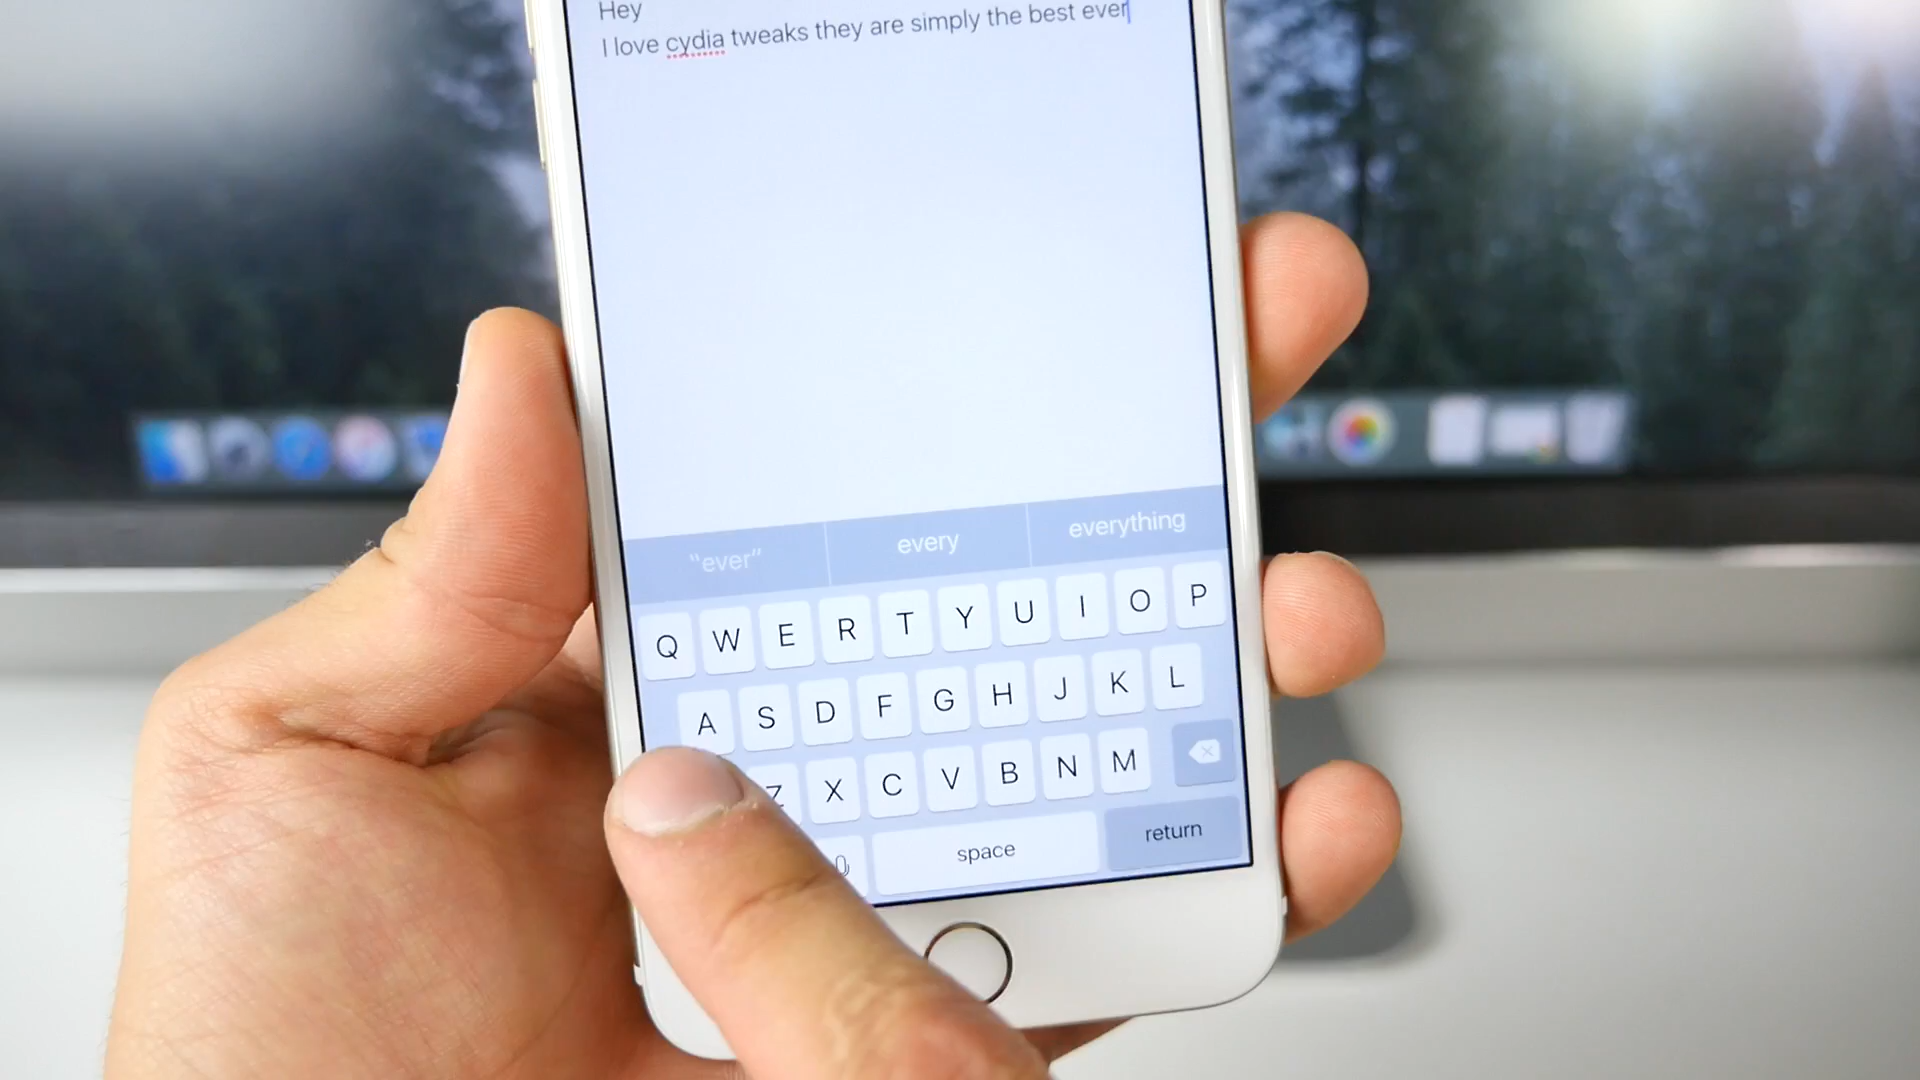 Hey
I love cydia tweaks they are simply the best ever
"ever" every everything
Q W E R T Y U I O P
A S D F G H J K L
Z X C V B N M
space return